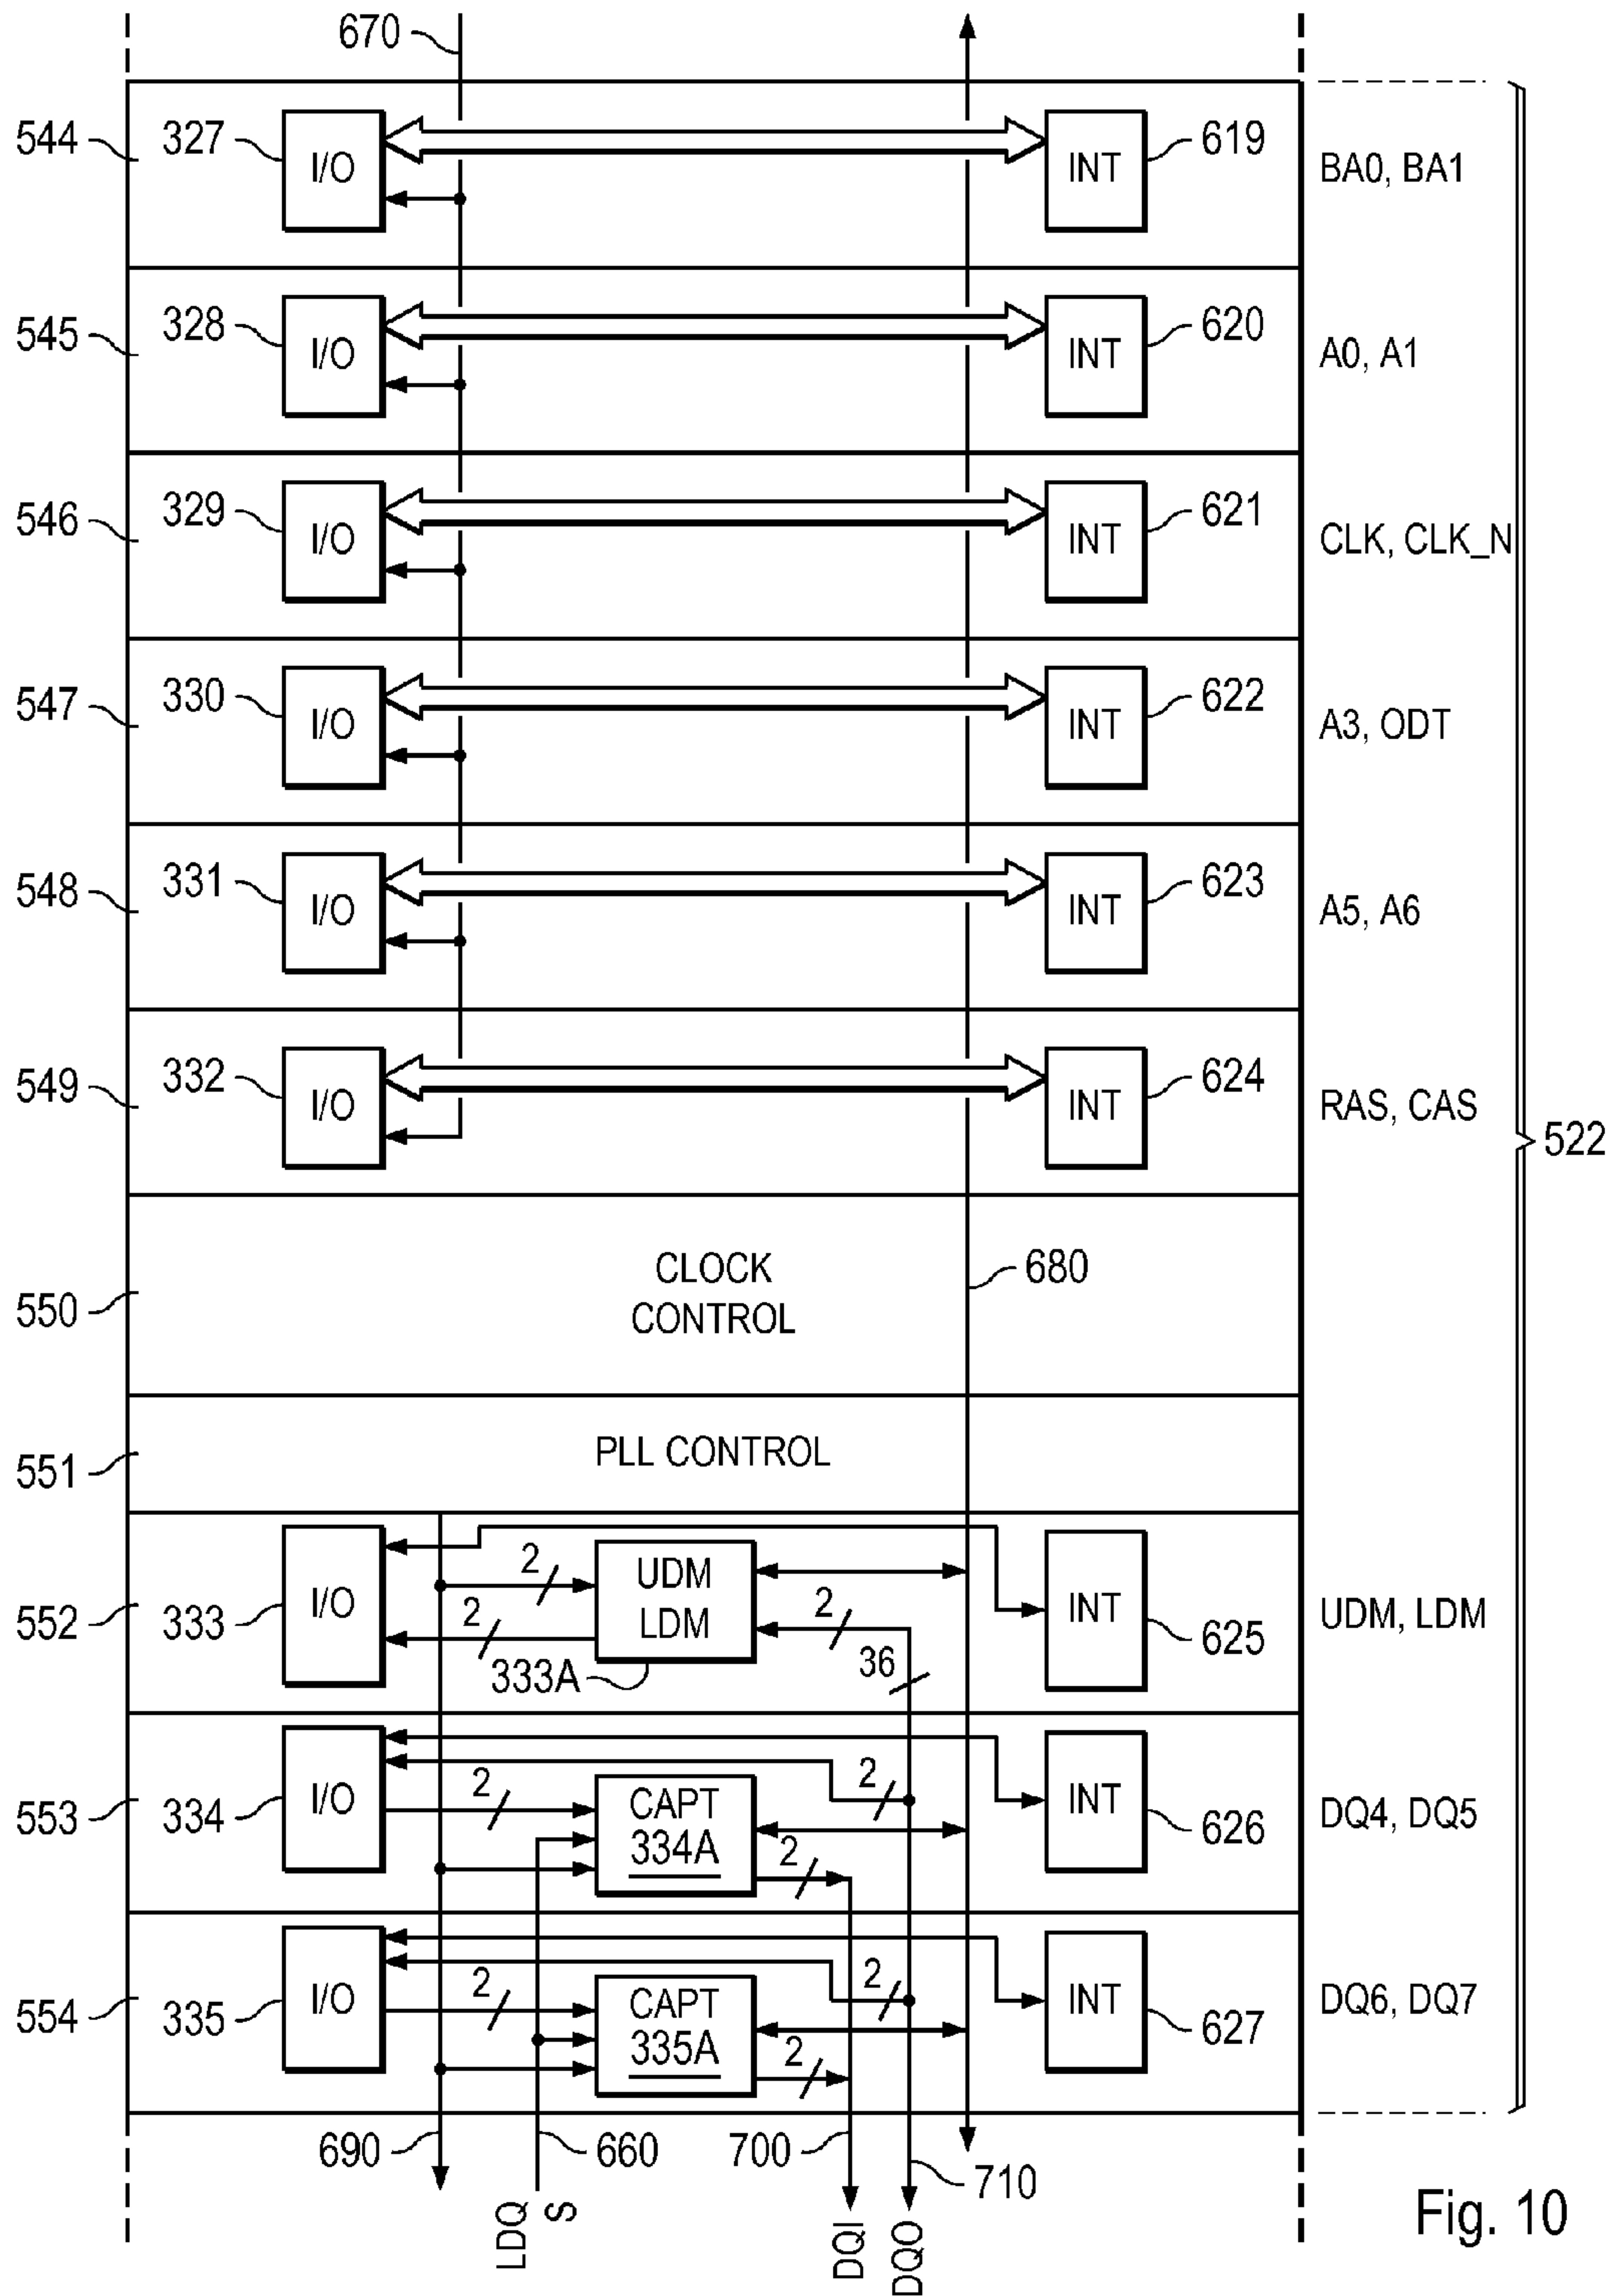 670
544
327
I/O
INT
619
BA0, BA1
545
328
I/O
INT
620
A0, A1
546
329
I/O
INT
621
CLK, CLK_N
547
330
I/O
INT
622
A3, ODT
548
331
I/O
INT
623
A5, A6
549
332
I/O
INT
624
RAS, CAS
522
550
CLOCK
CONTROL
680
551
PLL CONTROL
552
333
I/O
2
2
UDM
LDM
333A
2
36
INT
625
UDM, LDM
553
334
I/O
2
CAPT
334A
2
2
INT
626
DQ4, DQ5
554
335
I/O
2
CAPT
335A
2
2
INT
627
DQ6, DQ7
690
660
700
710
LDQ
S
DQI
DQO
Fig. 10